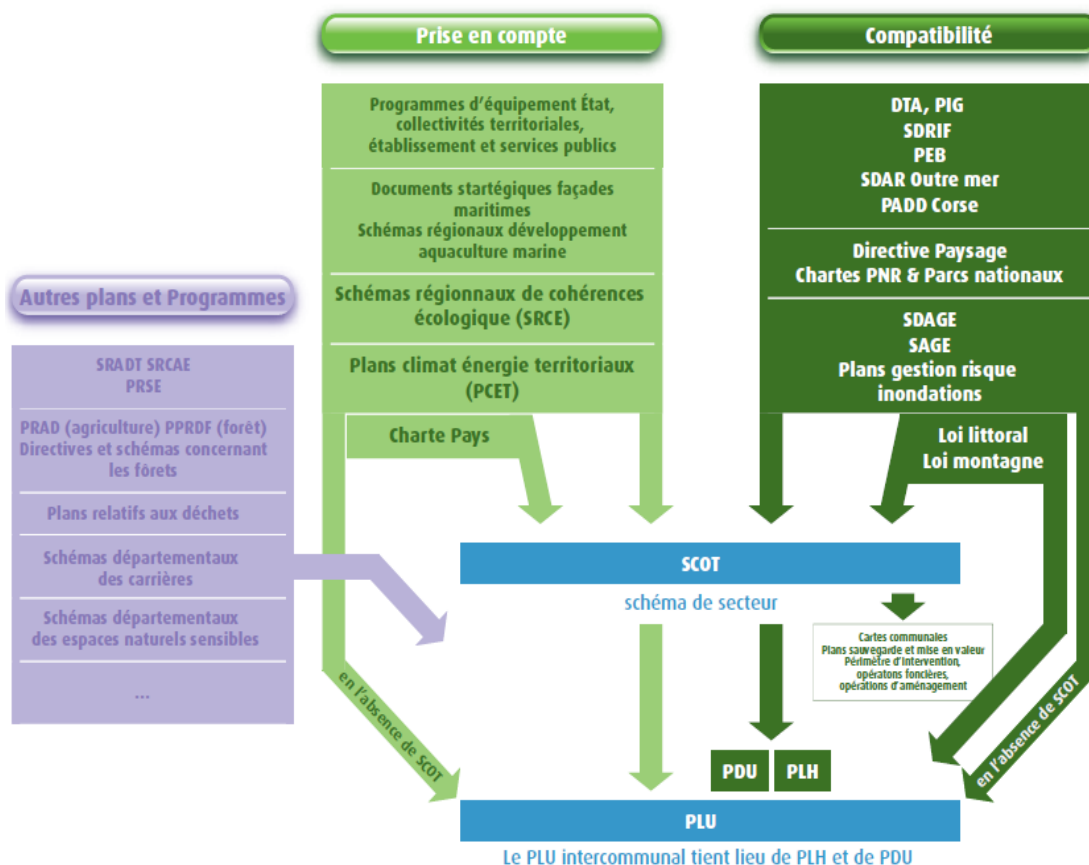 Prise en compte
Programmes d'équipement État,
collectivités territoriales,
établissement et services publics
Documents startégiques façades
maritimes
Schémas régionaux développement
aquaculture marine
Schémas régionnaux de cohérences
écologique (SRCE)
Plans climat énergie territoriaux
(PCET)
Charte Pays
Compatibilité
DTA, PIG
SDRIF
PEB
SDAR Outre mer
PADD Corse
Directive Paysage
Chartes PNR & Parcs nationaux
SDAGE
SAGE
Plans gestion risque
inondations
Loi littoral
Loi montagne
Autres plans et Programmes
SRADT SRCAE
PRSE
PRAD (agriculture) PPRDF (forêt)
Directives et schémas concernant
les fôrets
Plans relatifs aux déchets
Schémas départementaux
des carrières
Schémas départementaux
des espaces naturels sensibles
...
SCOT
schéma de secteur
Cartes communales
Plans sauvegarde et mise en valeur
Périmètre d'intervention,
opératons foncières,
opérations d'aménagement
en l'absence de SCOT
en l'absence de SCOT
PDU
PLH
PLU
Le PLU intercommunal tient lieu de PLH et de PDU